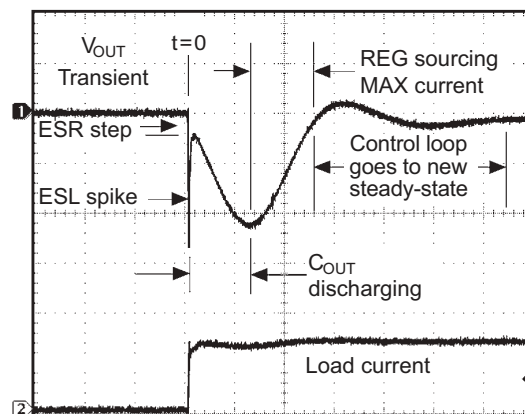 VOUT
Transient
t=0
REG sourcing
MAX current
1
ESR step
Control loop
goes to new
steady-state
ESL spike
COUT
discharging
Load current
2